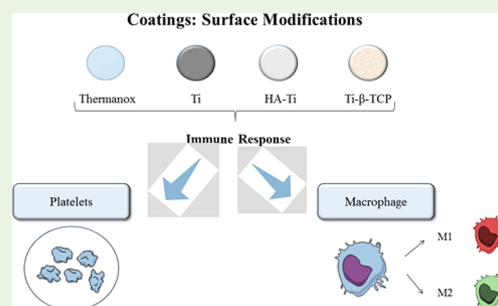 Coatings: Surface Modifications
Thermanox Ti HA-Ti Ti-β-TCP
Immune Response
Platelets Macrophage
M1
M2